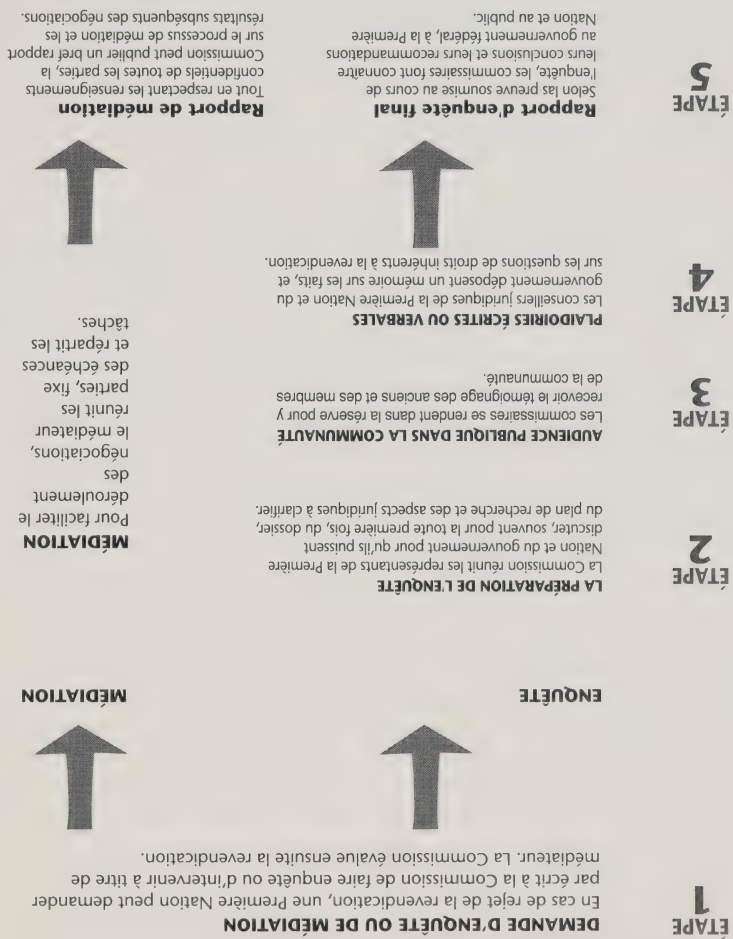 ÉTAPE
1
DEMANDE D'ENQUÊTE OU DE MÉDIATION
En cas de rejet de la revendication, une Première Nation peut demander
par écrit à la Commission de faire enquête ou d'intervenir à titre de
médiateur. La Commission évalue ensuite la revendication.
ENQUÊTE
MÉDIATION
ÉTAPE
2
LA PRÉPARATION DE L'ENQUÊTE
La Commission réunit les représentants de la Première
Nation et du gouvernement pour qu'ils puissent
discuter, souvent pour la toute première fois, du dossier,
du plan de recherche et des aspects juridiques à clarifier.
ÉTAPE
3
AUDIENCE PUBLIQUE DANS LA COMMUNAUTÉ
Les commissaires se rendent dans la réserve pour y
recevoir le témoignage des anciens et des membres
de la communauté.
ÉTAPE
4
PLAIDOIRIES ÉCRITES OU VERBALES
Les conseillers juridiques de la Première Nation et du
gouvernement déposent un mémoire sur les faits, et
sur les questions de droits inhérents à la revendication.
MÉDIATION
Pour faciliter le
déroulement
des
négociations,
le médiateur
réunit les
parties, fixe
des échéances
et répartit les
tâches.
ÉTAPE
5
Rapport d'enquête final
Selon las preuve soumise au cours de
l'enquête, les commissaires font connaître
leurs conclusions et leurs recommandations
au gouvernement fédéral, à la Première
Nation et au public.
Rapport de médiation
Tout en respectant les renseignements
confidentiels de toutes les parties, la
Commission peut publier un bref rapport
sur le processus de médiation et les
résultats subséquents des négociations.